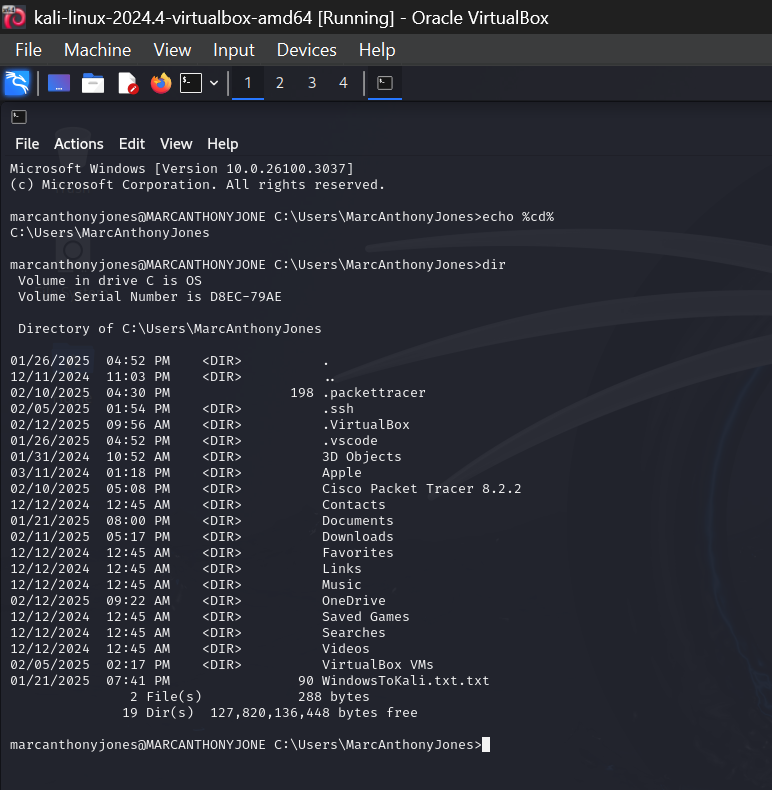 kali-linux-2024.4-virtualbox-amd64 [Running] - Oracle VirtualBox
File Machine View Input Devices Help
1 2 3 4
File Actions Edit View Help
Microsoft Windows [Version 10.0.26100.3037]
(c) Microsoft Corporation. All rights reserved.
marcanthonyjones@MARCANTHONYJONE C:\Users\MarcAnthonyJones>echo %cd%
C:\Users\MarcAnthonyJones
marcanthonyjones@MARCANTHONYJONE C:\Users\MarcAnthonyJones>dir
Volume in drive C is OS
Volume Serial Number is D8EC-79AE
Directory of C:\Users\MarcAnthonyJones
01/26/2025 04:52 PM <DIR> .
12/11/2024 11:03 PM <DIR> ..
02/10/2025 04:30 PM 198 .packettracer
02/05/2025 01:54 PM <DIR> .ssh
02/12/2025 09:56 AM <DIR> .VirtualBox
01/26/2025 04:52 PM <DIR> .vscode
01/31/2024 10:52 AM <DIR> 3D Objects
03/11/2024 01:18 PM <DIR> Apple
02/10/2025 05:08 PM <DIR> Cisco Packet Tracer 8.2.2
12/12/2024 12:45 AM <DIR> Contacts
01/21/2025 08:00 PM <DIR> Documents
02/11/2025 05:17 PM <DIR> Downloads
12/12/2024 12:45 AM <DIR> Favorites
12/12/2024 12:45 AM <DIR> Links
12/12/2024 12:45 AM <DIR> Music
02/12/2025 09:22 AM <DIR> OneDrive
12/12/2024 12:45 AM <DIR> Saved Games
12/12/2024 12:45 AM <DIR> Searches
12/12/2024 12:45 AM <DIR> Videos
02/05/2025 02:17 PM <DIR> VirtualBox VMs
01/21/2025 07:41 PM 90 WindowsToKali.txt.txt
2 File(s) 288 bytes
19 Dir(s) 127,820,136,448 bytes free
marcanthonyjones@MARCANTHONYJONE C:\Users\MarcAnthonyJones>